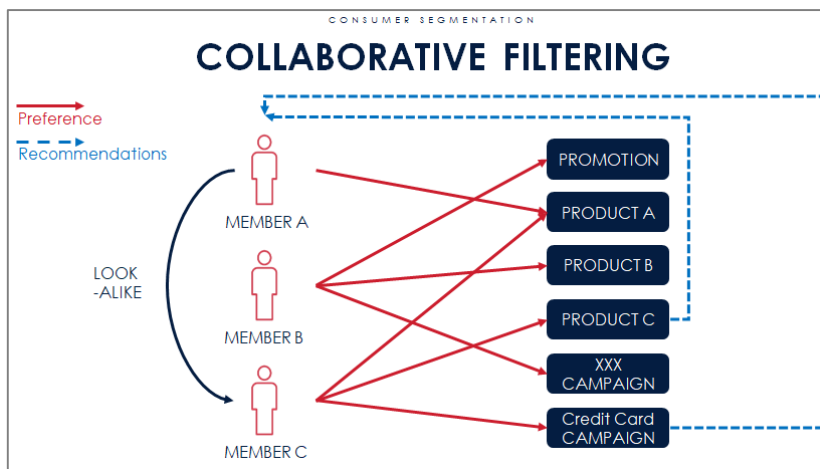 CONSUMER SEGMENTATION
COLLABORATIVE FILTERING
Preference
Recommendations
MEMBER A
LOOK
-ALIKE
MEMBER B
MEMBER C
PROMOTION
PRODUCT A
PRODUCT B
PRODUCT C
XXX
CAMPAIGN
Credit Card
CAMPAIGN